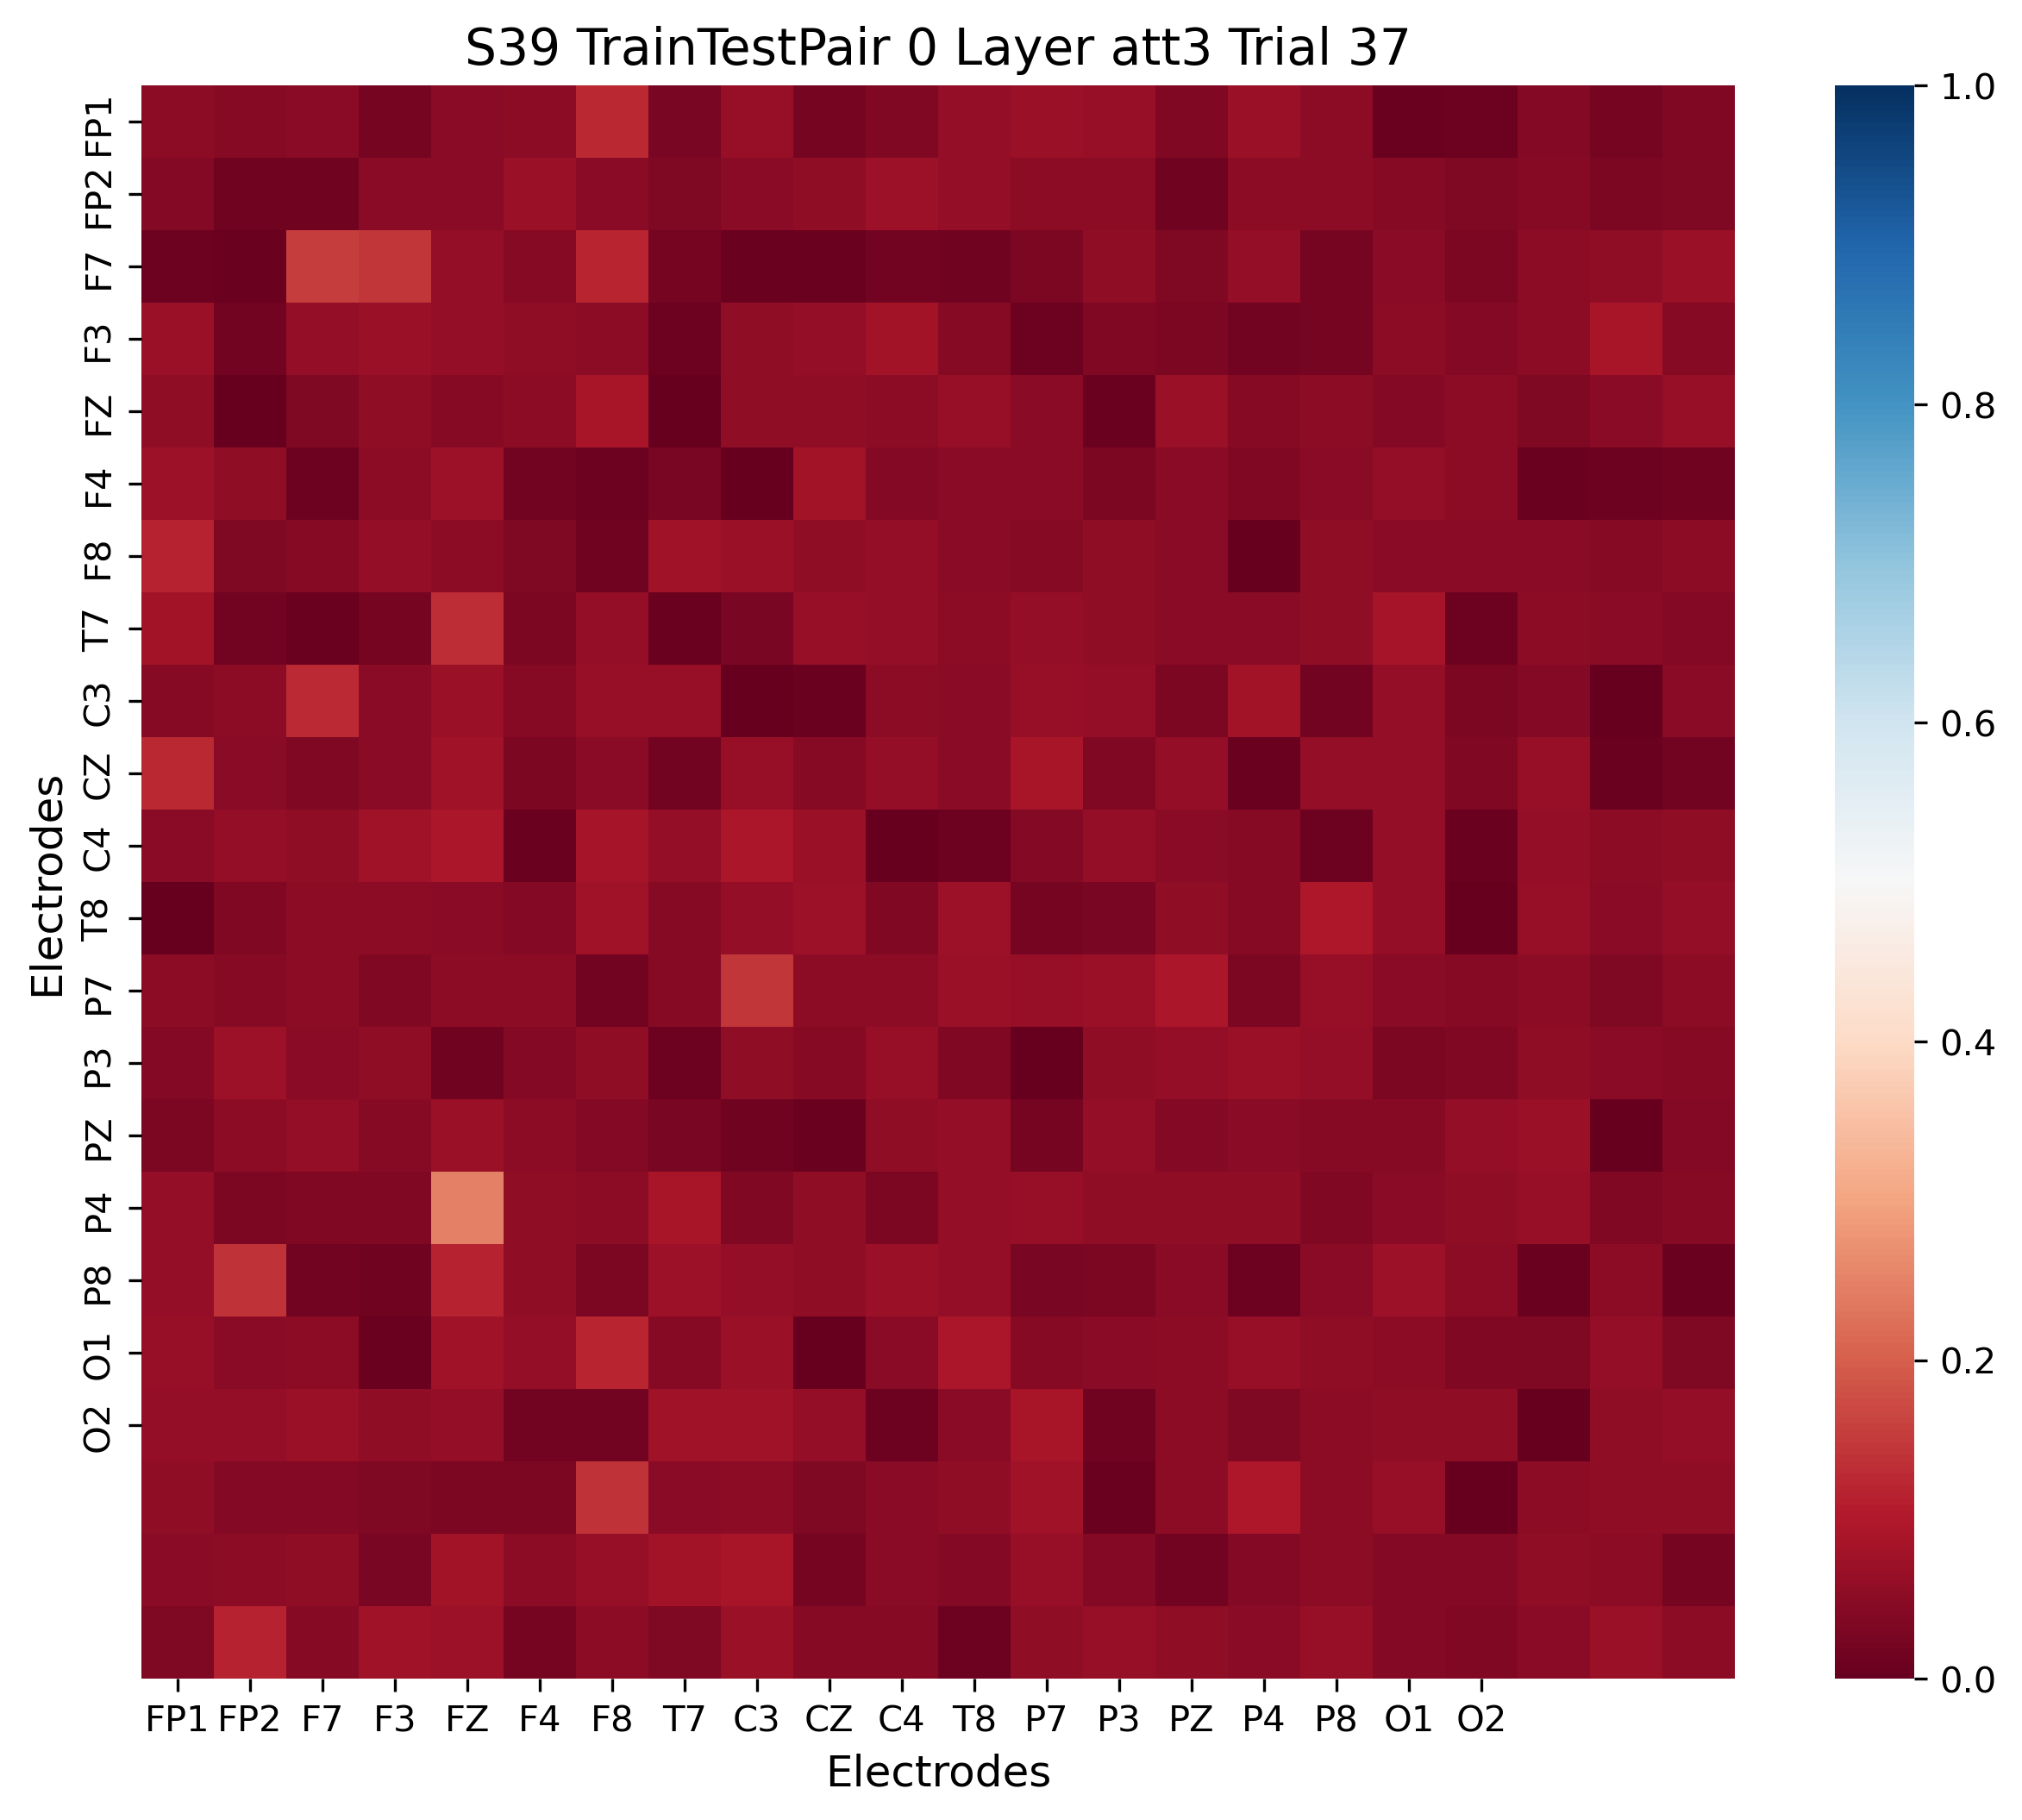 S39 TrainTestPair 0 Layer att3 Trial 37
Electrodes
FP1
FP2
F7
F3
FZ
F4
F8
T7
C3
CZ
C4
T8
P7
P3
PZ
P4
P8
O1
O2
FP1 FP2 F7 F3 FZ F4 F8 T7 C3 CZ C4 T8 P7 P3 PZ P4 P8 O1 O2
Electrodes
1.0
0.8
0.6
0.4
0.2
0.0